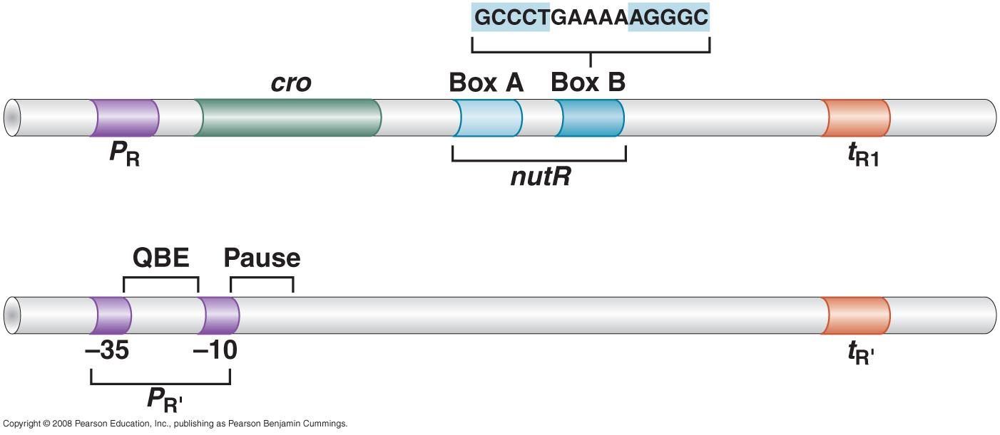 GCCCTGAAAAAGGGC
cro
Box A Box B
PR
nutR
tR1
QBE Pause
–35 –10
tR'
PR'
Copyright © 2008 Pearson Education, Inc., publishing as Pearson Benjamin Cummings.